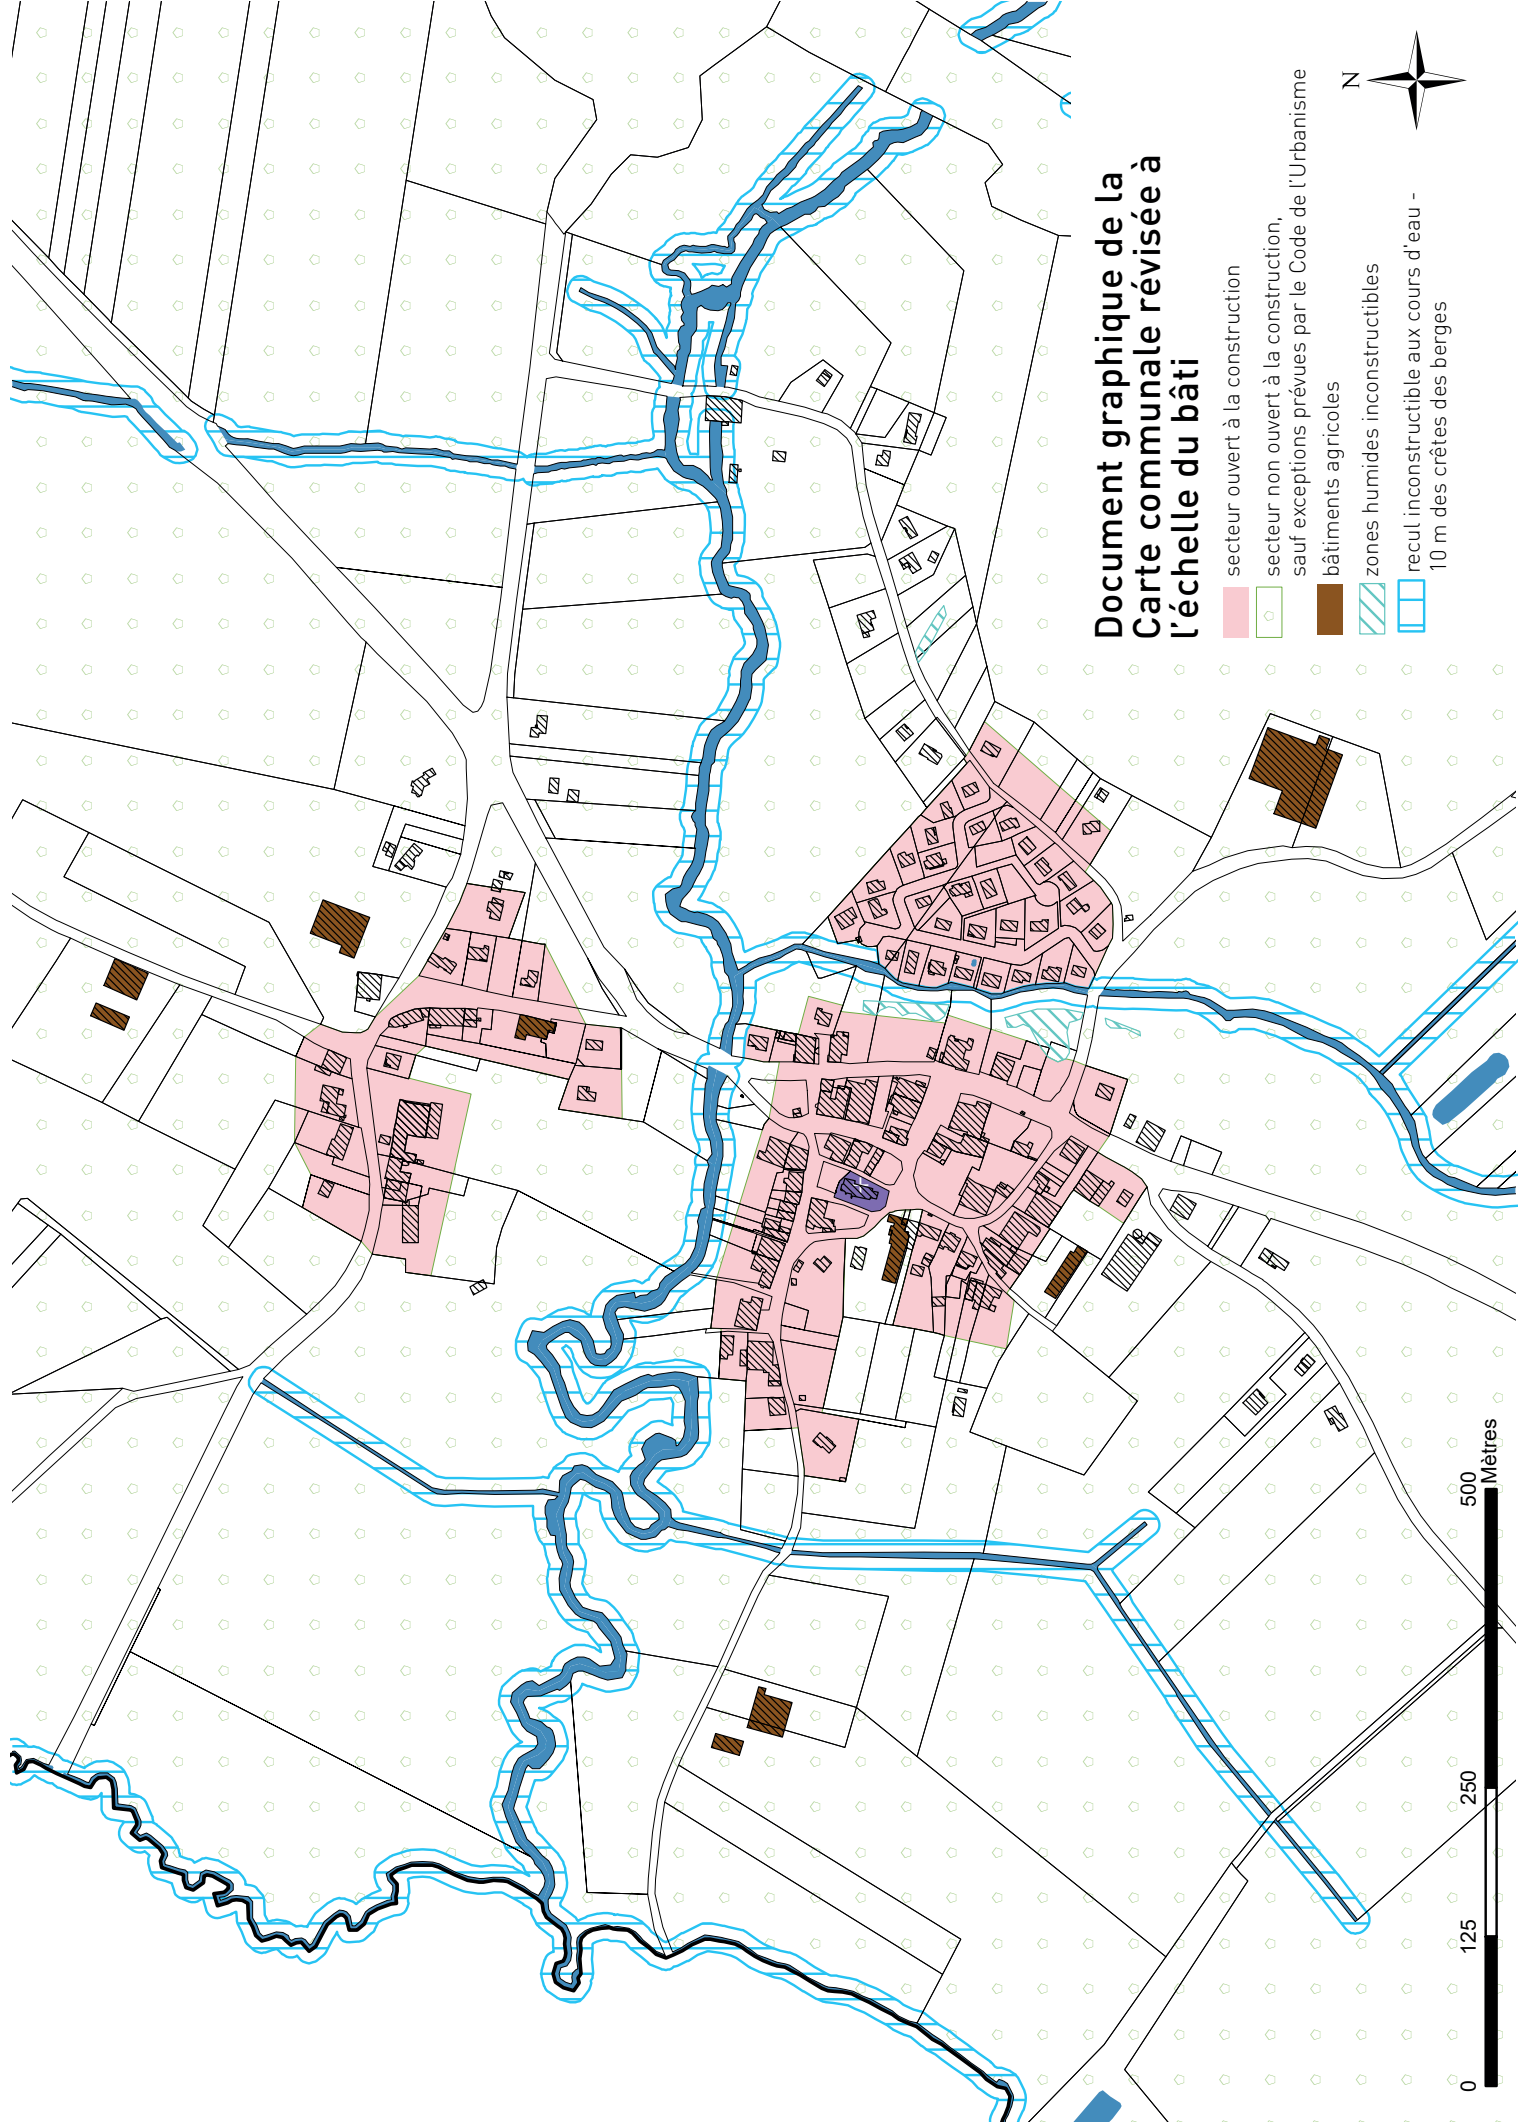 Document graphique de la
Carte communale révisée à
l'échelle du bâti
secteur ouvert à la construction
secteur non ouvert à la construction,
sauf exceptions prévues par le Code de l'Urbanisme
bâtiments agricoles
zones humides inconstructibles
recul inconstructible aux cours d'eau -
10 m des crêtes des berges
N
0 125 250 500
Mètres